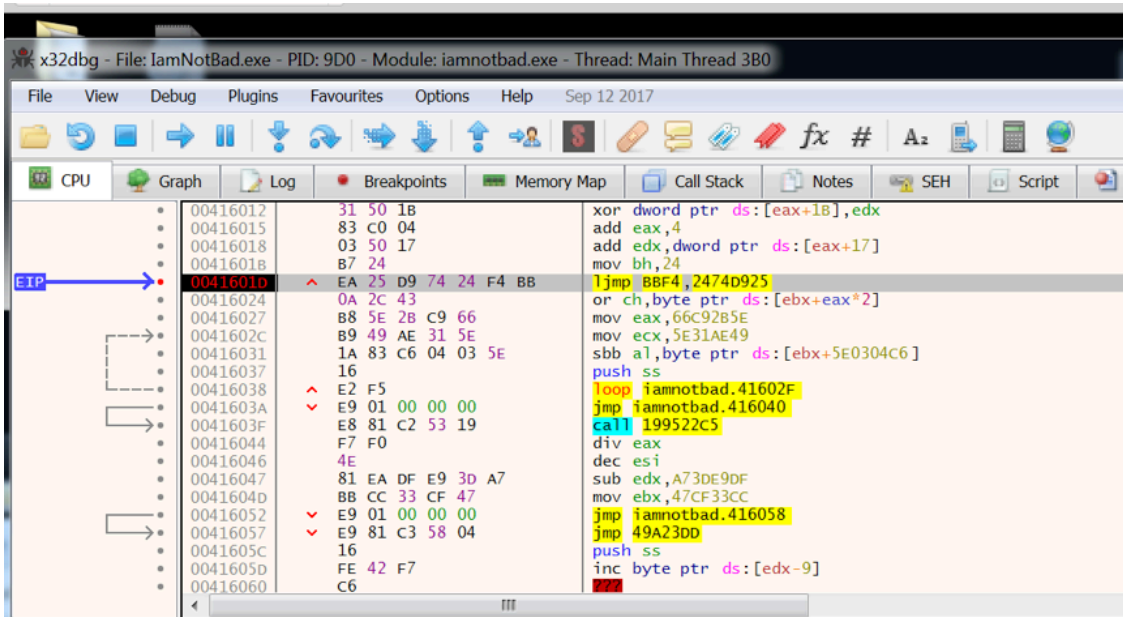 x32dbg - File: IamNotBad.exe - PID: 9D0 - Module: iamnotbad.exe - Thread: Main Thread 3B0
File View Debug Plugins Favourites Options Help Sep 12 2017
CPU Graph Log Breakpoints Memory Map Call Stack Notes SEH Script
00416012 31 50 1B xor dword ptr ds:[eax+1B],edx
00416015 83 C0 04 add eax,4
00416018 03 50 17 add edx,dword ptr ds:[eax+17]
0041601B B7 24 mov bh,24
EIP 0041601D EA 25 D9 74 24 F4 BB ljmp BBF4,2474D925
00416024 0A 2C 43 or ch,byte ptr ds:[ebx+eax*2]
00416027 B8 5E 2B C9 66 mov eax,66C92B5E
0041602C B9 49 AE 31 5E mov ecx,5E31AE49
00416031 1A 83 C6 04 03 5E sbb al,byte ptr ds:[ebx+5E0304C6]
00416037 16 push ss
00416038 E2 F5 loop iamnotbad.41602F
0041603A E9 01 00 00 00 jmp iamnotbad.416040
0041603F E8 81 C2 53 19 call 199522C5
00416044 F7 F0 div eax
00416046 4E dec esi
00416047 81 EA DF E9 3D A7 sub edx,A73DE9DF
0041604D BB CC 33 CF 47 mov ebx,47CF33CC
00416052 E9 01 00 00 00 jmp iamnotbad.416058
00416057 E9 81 C3 58 04 jmp 49A23DD
0041605C 16 push ss
0041605D FE 42 F7 inc byte ptr ds:[edx-9]
00416060 C6 ???